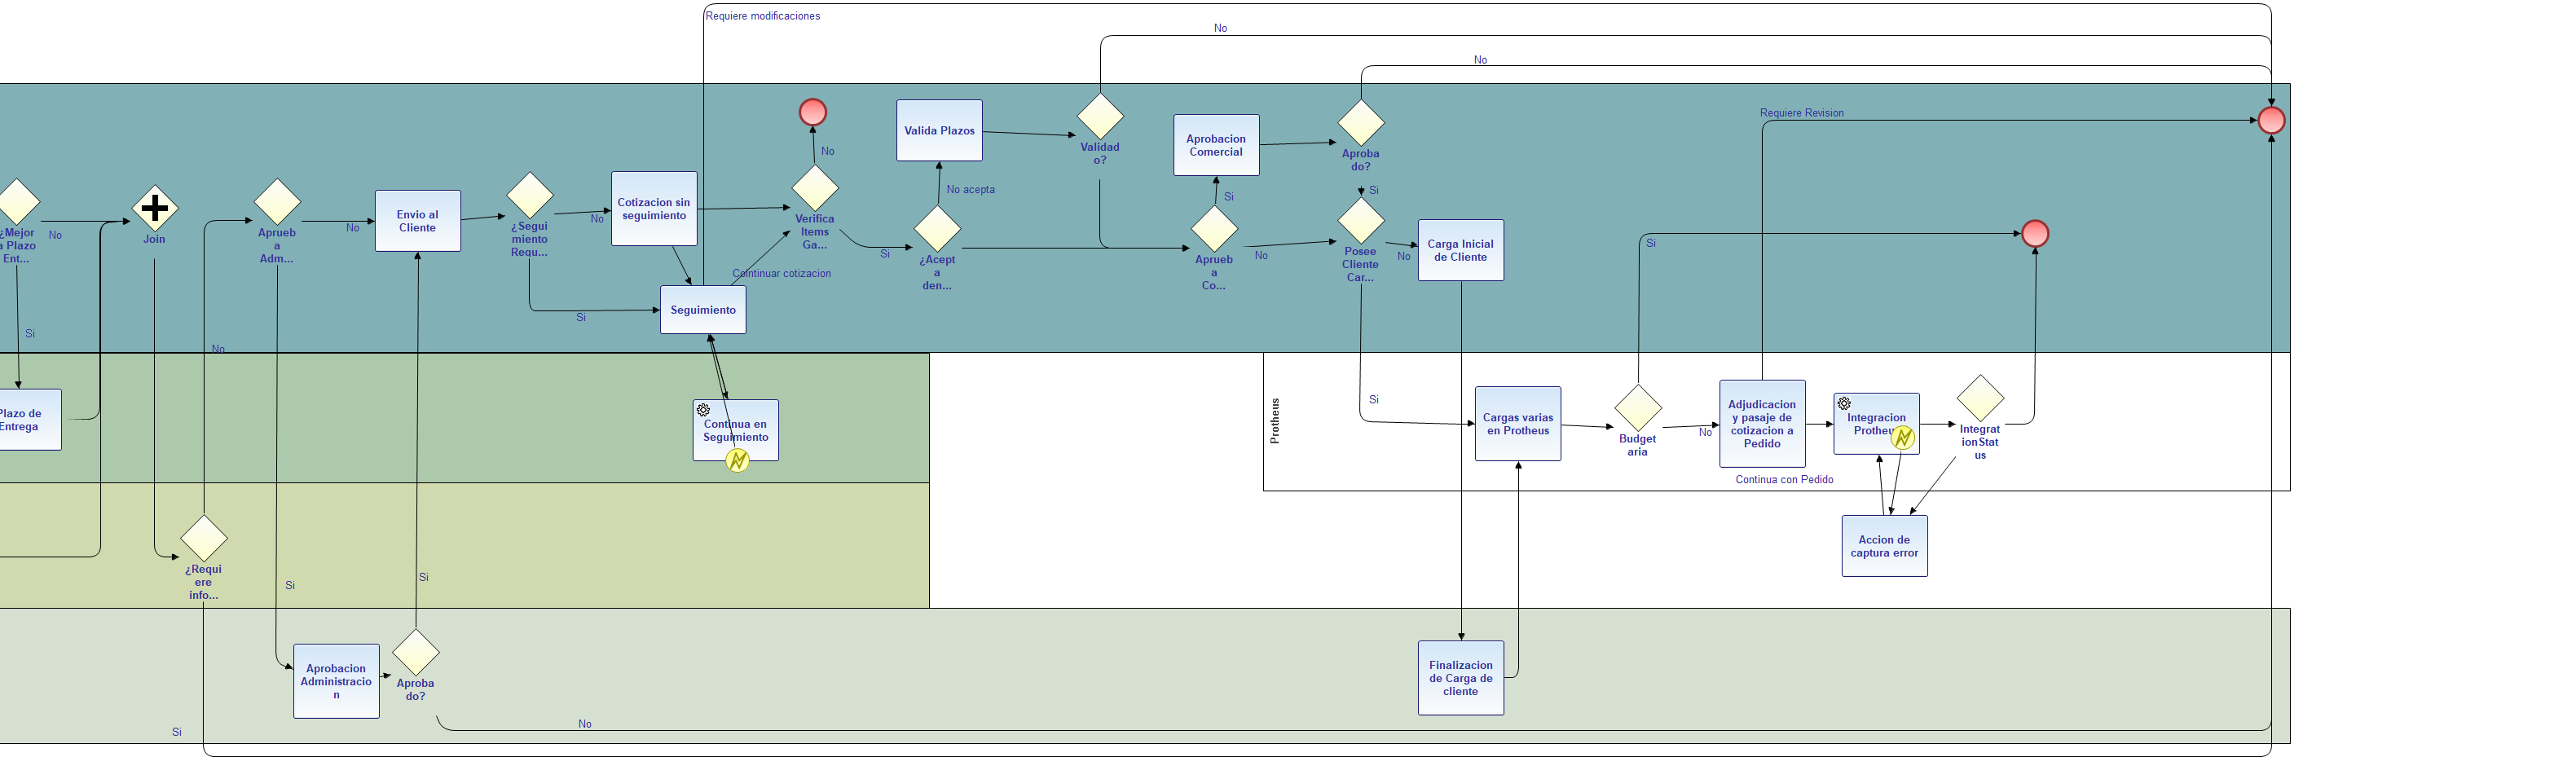 Requiere modificaciones
No
No
Requiere Revision
No
Valida Plazos
Validad
o?
Aprobacion
Comercial
Aproba
do?
Si
No acepta
Si
¿Mejor
a Plazo
Ent...
No
Join
Aprueb
a
Adm...
No
Envio al
Cliente
¿Segui
miento
Requ...
No
Cotizacion sin
seguimiento
Verifica
Items
Ga...
Si
¿Acept
a
den...
Aprueb
a
Co...
No
Posee
Cliente
Car...
No
Carga Inicial
de Cliente
Si
Cointinuar cotizacion
Seguimiento
Si
Si
No
Plazo de
Entrega
Continua en
Seguimiento
Protheus
Si
Cargas varias
en Protheus
Budget
aria
No
Adjudicacion
y pasaje de
cotizacion a
Pedido
Integracion
Integrat
ionStat
us
Continua con Pedido
Accion de
captura error
¿Requi
ere
info...
Si
Si
Aprobacion
Administracio
n
Aproba
do?
Finalizacion
de Carga de
cliente
No
Si